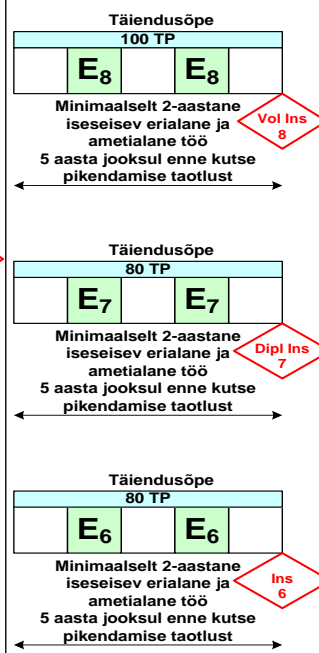 Täiendusõpe
100 TP
E8 E8
Minimaalselt 2-aastane
iseseisev erialane ja
ametialane töö
5 aasta jooksul enne kutse
pikendamise taotlust
Vol Ins
8
Täiendusõpe
80 TP
E7 E7
Minimaalselt 2-aastane
iseseisev erialane ja
ametialane töö
5 aasta jooksul enne kutse
pikendamise taotlust
Dipl Ins
7
Täiendusõpe
80 TP
E6 E6
Minimaalselt 2-aastane
iseseisev erialane ja
ametialane töö
5 aasta jooksul enne kutse
pikendamise taotlust
Ins
6